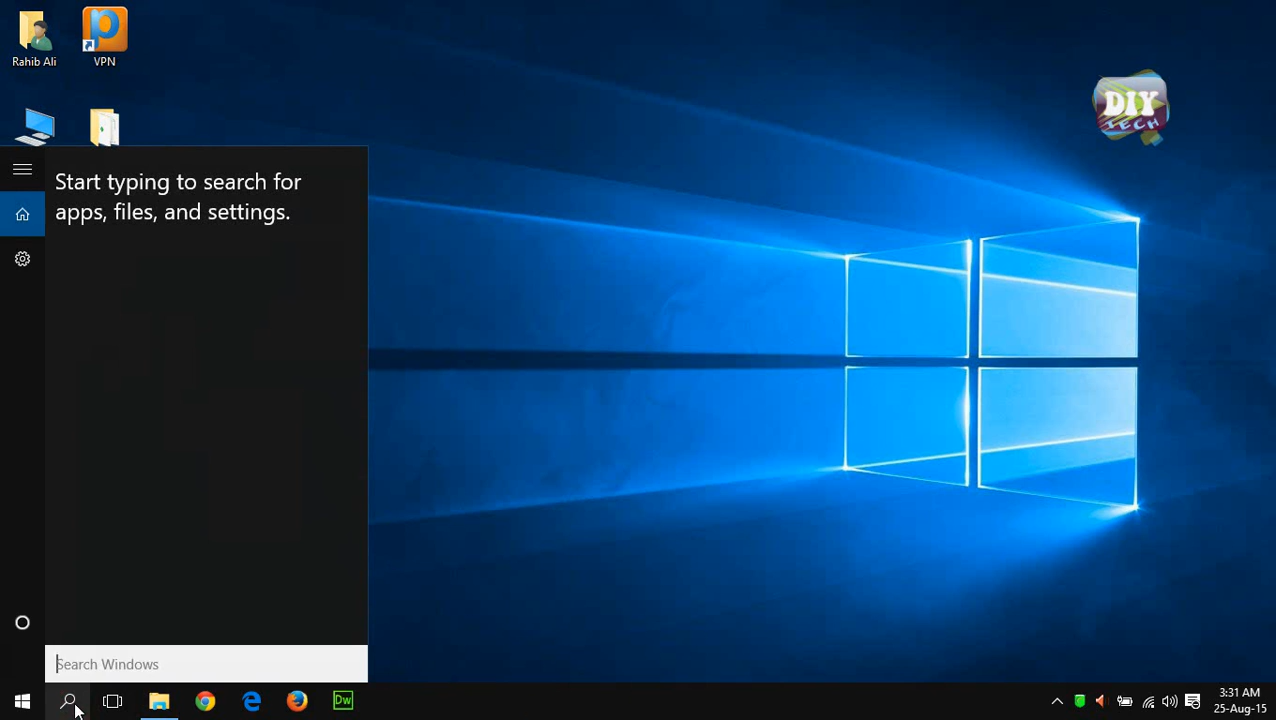 Rahib Ali
VPN
DIY
TECH
Start typing to search for
apps, files, and settings.
Search Windows
Dw
3:31 AM
25-Aug-15